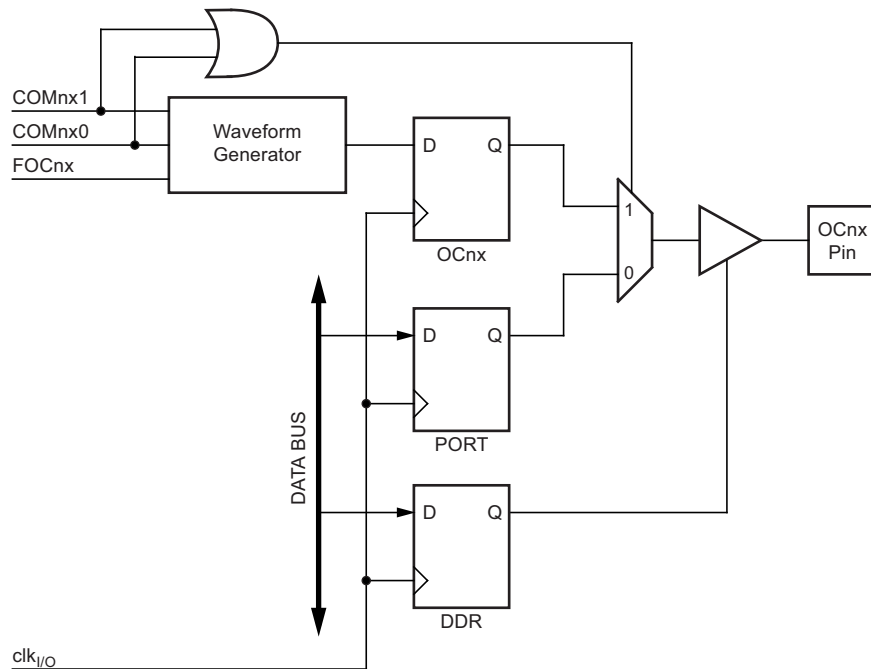 COMnx1
COMnx0
FOCnx
Waveform
Generator
D
Q
OCnx
1
0
OCnx
Pin
D
Q
PORT
DATA BUS
D
Q
DDR
clkI/O